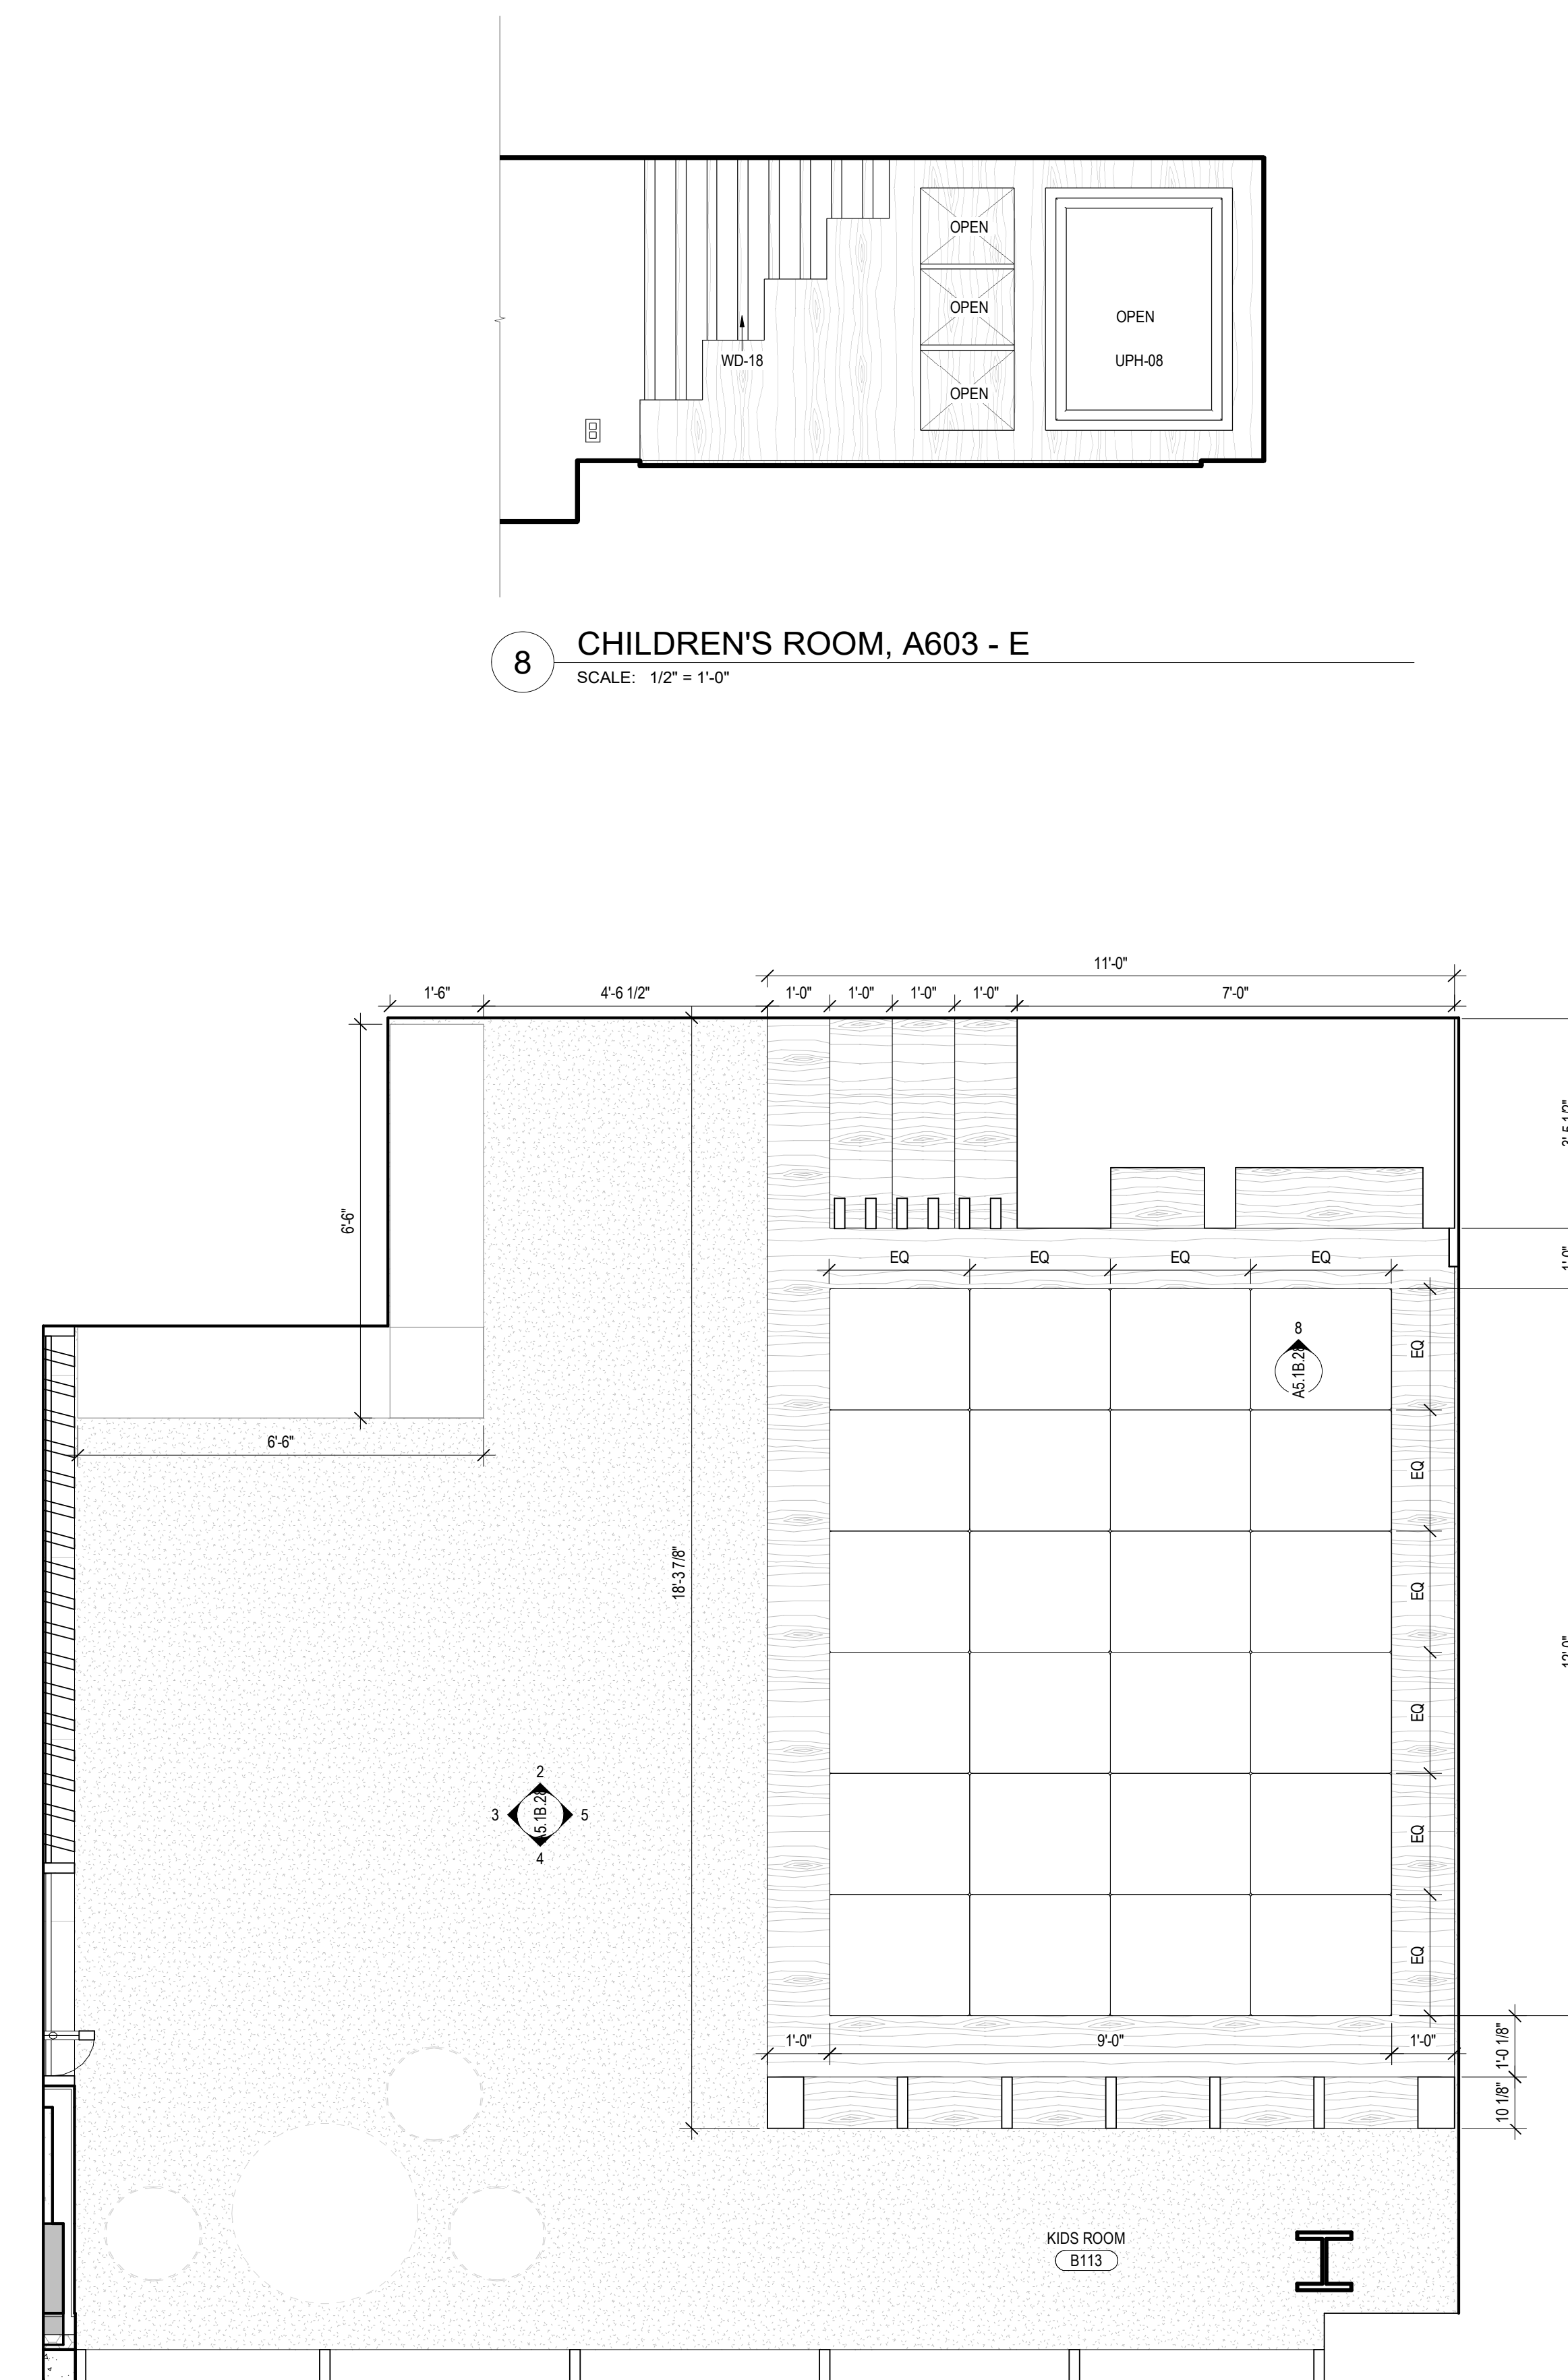 OPEN
OPEN
OPEN
WD-18
UPH-08
OPEN
8
CHILDREN'S ROOM, A603 - E
SCALE: 1/2" = 1'-0"
11'-0"
1'-6"
4'-6 1/2"
1'-0"
1'-0"
1'-0"
1'-0"
7'-0"
6'-6"
EQ
EQ
EQ
EQ
8
EQ
6'-6"
EQ
18'-3 7/8"
EQ
EQ
2
3
5
4
EQ
EQ
1'-0"
9'-0"
1'-0"
1'-0 1/8"
10 1/8"
KIDS ROOM
B113